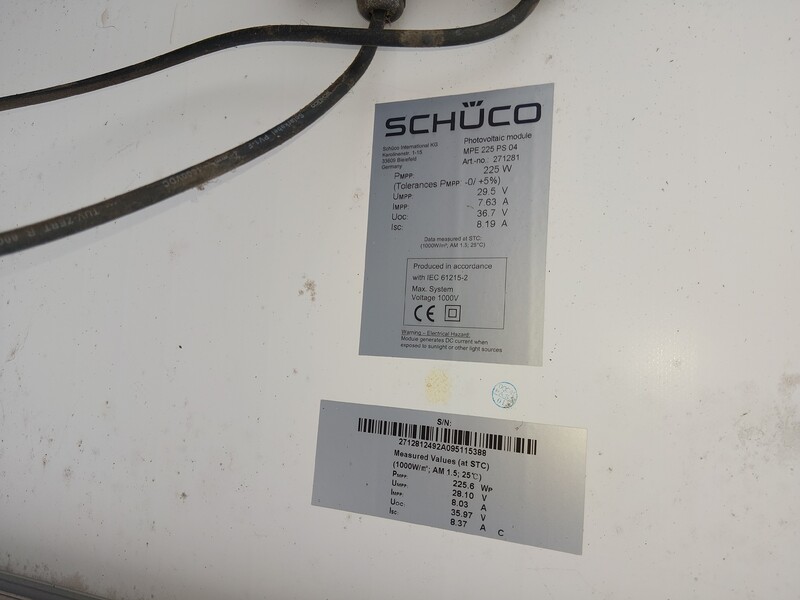 SCHÜCO
Schüco International KG
Karolinenstr. 1-15
33609 Bielefeld
Germany
Photovoltaic module
MPE 225 PS 04
Art.-no.: 271281
PMPP: 225 W
(Tolerances PMPP: -0/ +5%)
UMPP: 29.5 V
IMPP: 7.63 A
UOC: 36.7 V
ISC: 8.19 A
Data measured at STC:
(1000W/m²; AM 1.5; 25°C)
Produced in accordance
with IEC 61215-2
Max. System
Voltage 1000V
CE
Warning – Electrical Hazard:
Module generates DC current when
exposed to sunlight or other light sources
S/N:
2712812492A095115388
Measured Values (at STC)
(1000W/m²; AM 1.5; 25℃)
PMPP: 225.6 WP
UMPP: 28.10 V
IMPP: 8.03 A
UOC: 35.97 V
ISC: 8.37 A C